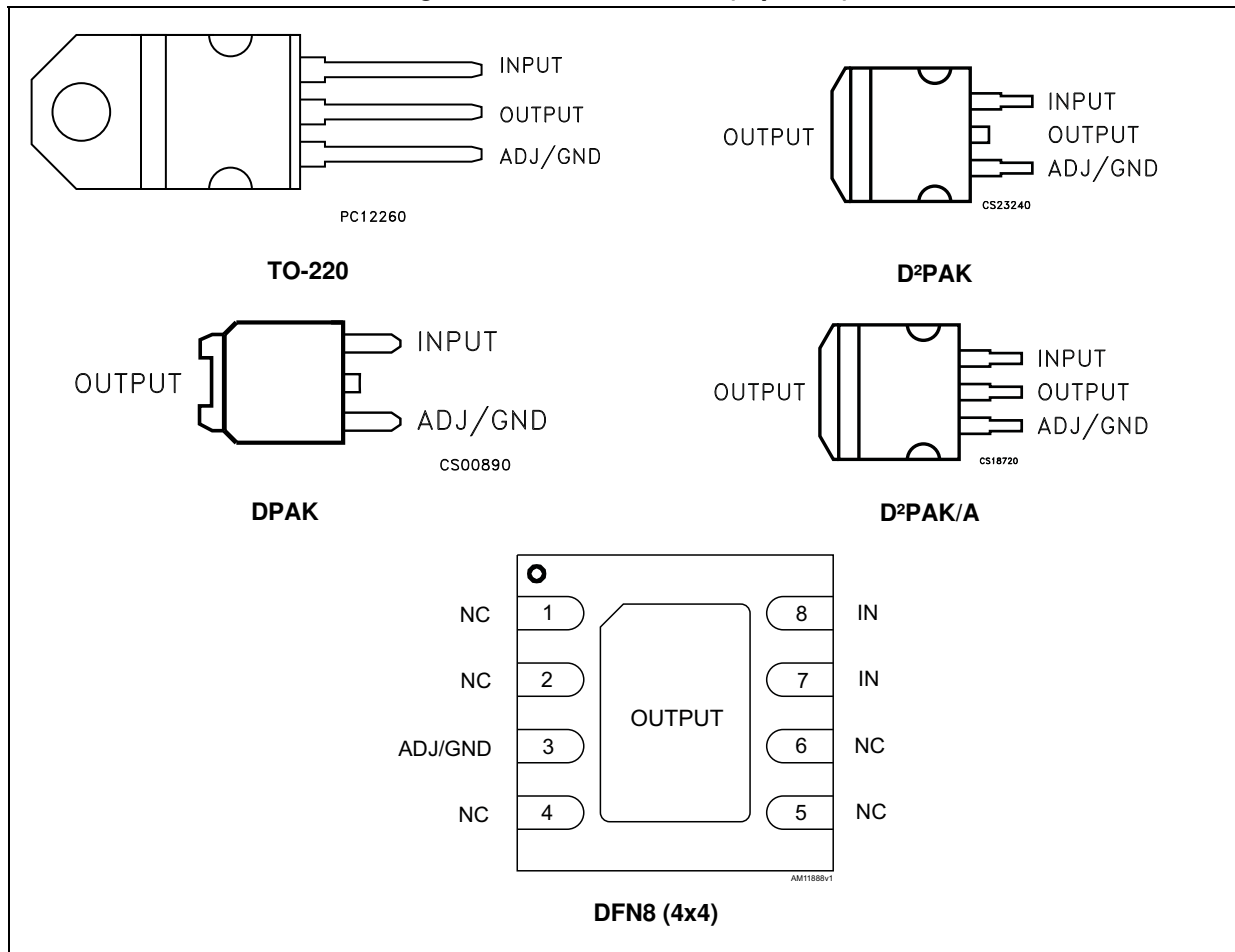 INPUT
OUTPUT
ADJ/GND
PC12260
TO-220
OUTPUT
INPUT
OUTPUT
ADJ/GND
CS23240
D²PAK
OUTPUT
INPUT
ADJ/GND
CS00890
DPAK
OUTPUT
INPUT
OUTPUT
ADJ/GND
CS18720
D²PAK/A
NC 1 8 IN
NC 2 7 IN
OUTPUT
ADJ/GND 3 6 NC
NC 4 5 NC
AM11888v1
DFN8 (4x4)